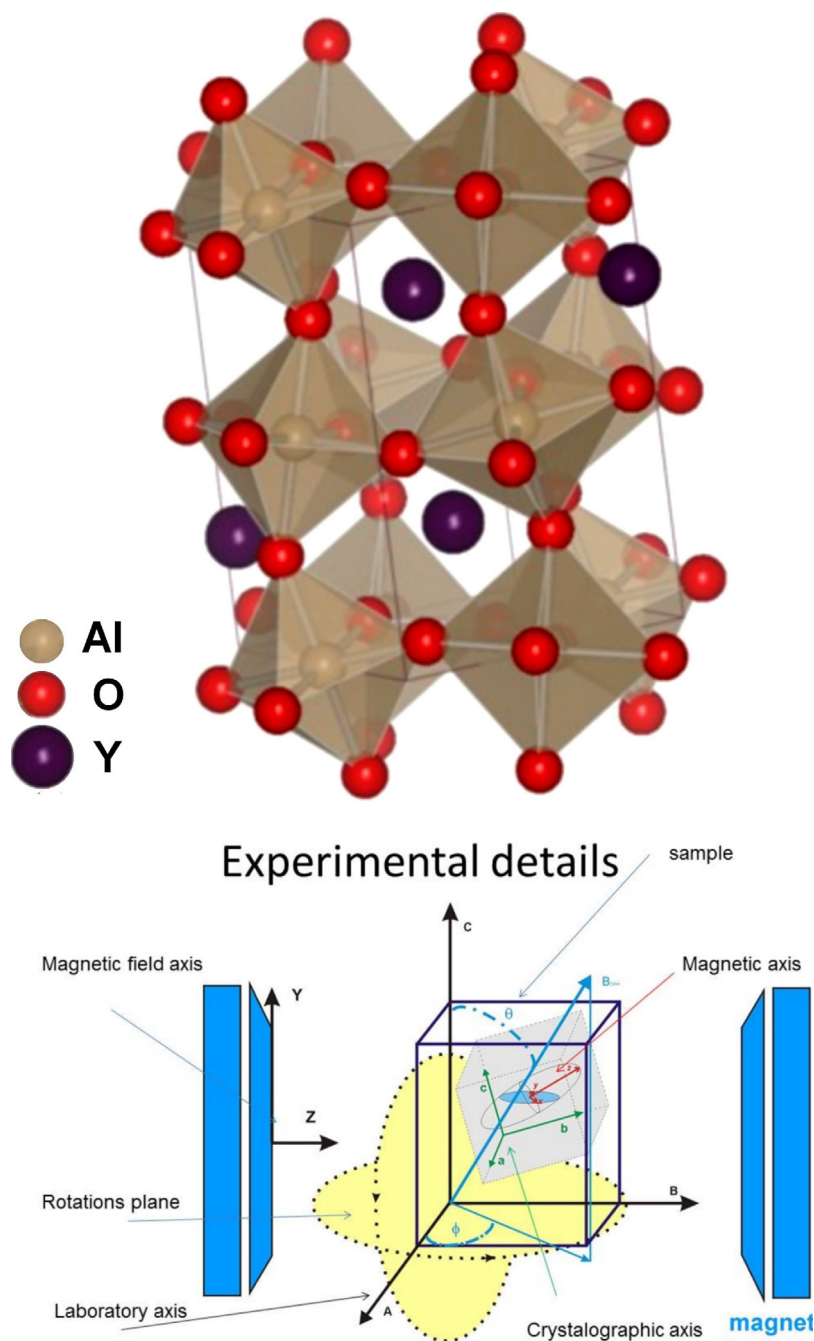 Al
O
Y
Experimental details
sample
C
Magnetic field axis
Magnetic axis
Y
θ
z
c
y
x
Z
b
a
B
Rotations plane
ϕ
Laboratory axis
A
Crystalographic axis
magnet